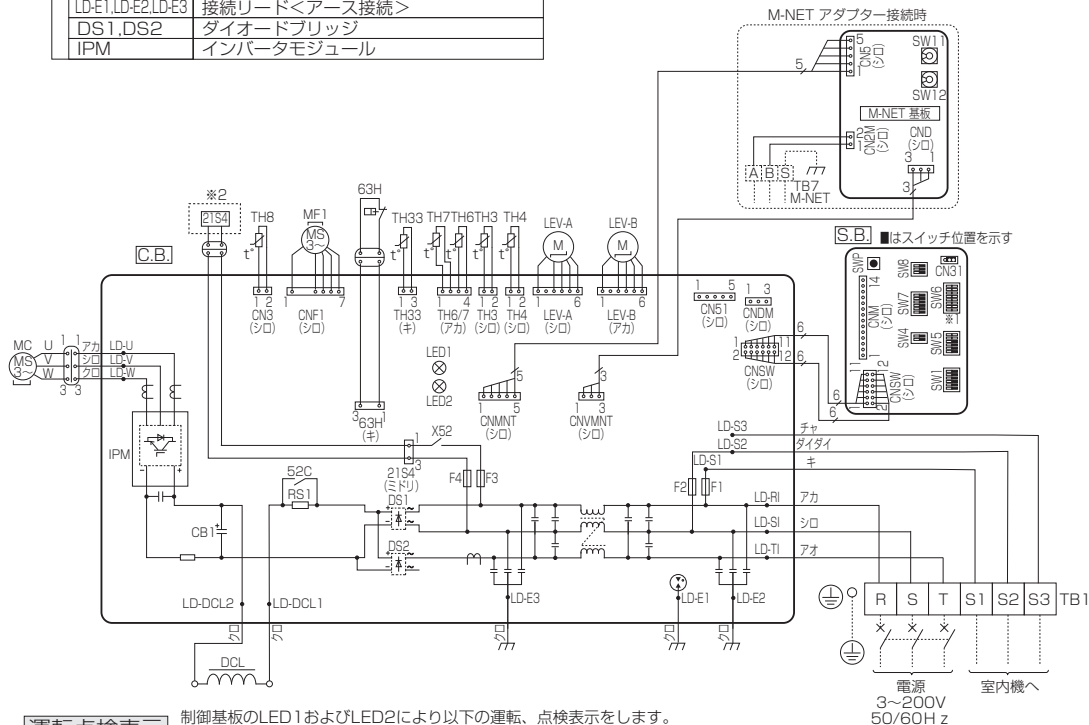 LD-E1,LD-E2,LD-E3 接続リード<アース接続>
DS1,DS2 ダイオードブリッジ
IPM インバータモジュール
M-NET アダプター接続時
5
CN5
(シロ)
1
5
SW11
SW12
M-NET 基板
2
1
CN2M
(シロ)
CND
(シロ)
3 1
3
A B S
TB7
M-NET
※2
21S4
C.B.
TH8
t°
MF1
MS
3~
63H
TH33
t°
TH7 TH6 TH3 TH4
t°
t°
t°
LEV-A
M
LEV-B
M
S.B. ■はスイッチ位置を示す
1 2
CN3
(シロ)
1 7
CNF1
(シロ)
1 3
TH33
(キ)
1 4
TH6/7
(アカ)
1 2
TH3
(シロ)
1 2
TH4
(シロ)
1 6
LEV-A
(シロ)
1 6
LEV-B
(アカ)
1 5
CN51
(シロ)
1 3
CNDM
(シロ)
1 11
2 12
CNSW
(シロ)
6
6
SWP
CNM
(シロ)
14
1
SW8
SW7
SW4
CN31
SW6
※1
SW5
SW1
11 1
12 2
CNSW
(シロ)
6
6
MC
MS
3~
U
V
W
1 1
3 3
アカ LD-U
シロ LD-V
クロ LD-W
LED1
LED2
3 1
63H
(キ)
5
1 5
CNMNT
(シロ)
3
1 3
CNVMNT
(シロ)
IPM
X52
1
3
21S4
(ミドリ)
F4
F3
LD-S3 チャ
LD-S2 ダイダイ
LD-S1 キ
F2
F1
52C
RS1
CB1
+
DS1
DS2
LD-RI アカ
LD-SI シロ
LD-TI アオ
LD-DCL2
LD-DCL1
LD-E3
LD-E1
LD-E2
クロ
クロ
クロ
クロ
クロ
DCL
R S T S1 S2 S3 TB1
電源
3~200V
50/60Hz
室内機へ
運転点検表示
制御基板のLED1およびLED2により以下の運転、点検表示をします。